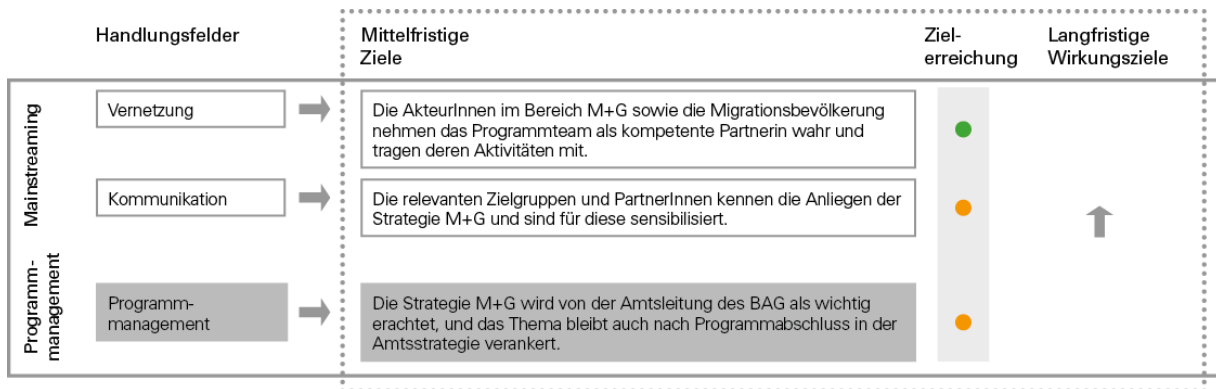 Handlungsfelder
Mittelfristige
Ziele
Ziel-
erreichung
Langfristige
Wirkungsziele
Mainstreaming
Vernetzung
Die AkteurInnen im Bereich M+G sowie die Migrationsbevölkerung
nehmen das Programmteam als kompetente Partnerin wahr und
tragen deren Aktivitäten mit.
Kommunikation
Die relevanten Zielgruppen und PartnerInnen kennen die Anliegen der
Strategie M+G und sind für diese sensibilisiert.
Programm-
management
Programm-
management
Die Strategie M+G wird von der Amtsleitung des BAG als wichtig
erachtet, und das Thema bleibt auch nach Programmabschluss in der
Amtsstrategie verankert.